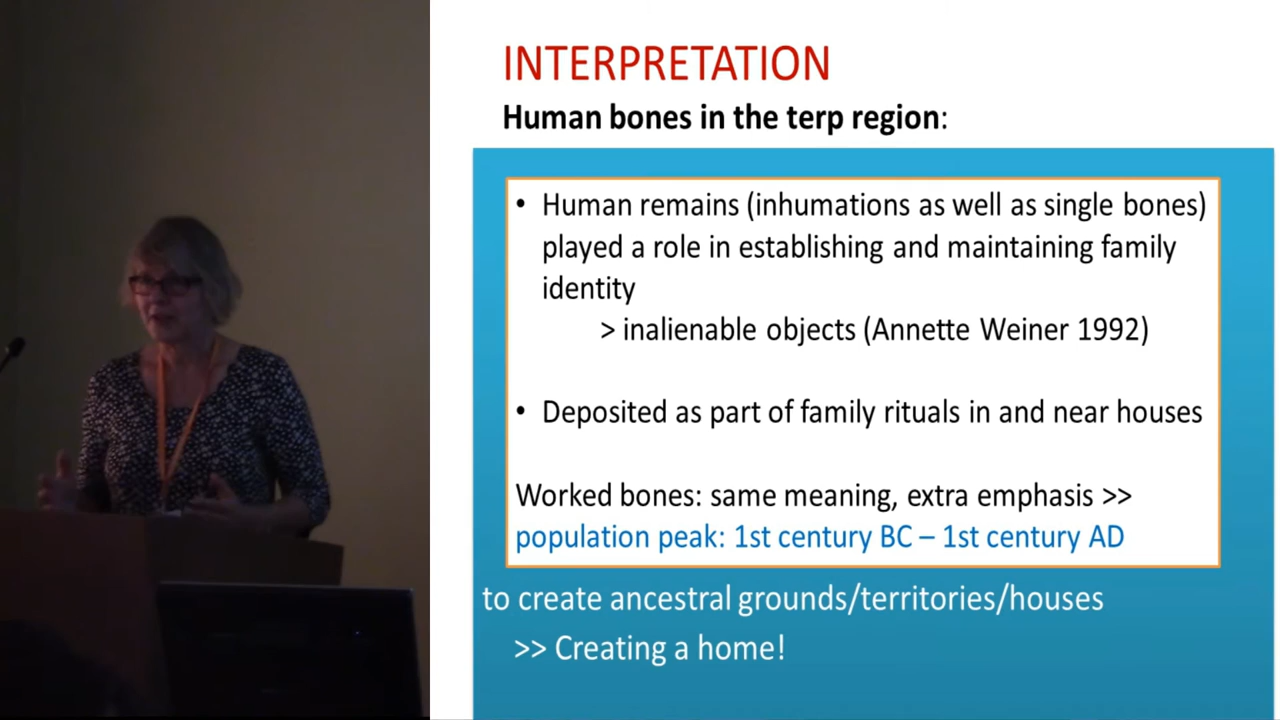 INTERPRETATION
Human bones in the terp region:
• Human remains (inhumations as well as single bones)
played a role in establishing and maintaining family
identity
> inalienable objects (Annette Weiner 1992)
• Deposited as part of family rituals in and near houses
Worked bones: same meaning, extra emphasis >>
population peak: 1st century BC – 1st century AD
to create ancestral grounds/territories/houses
>> Creating a home!